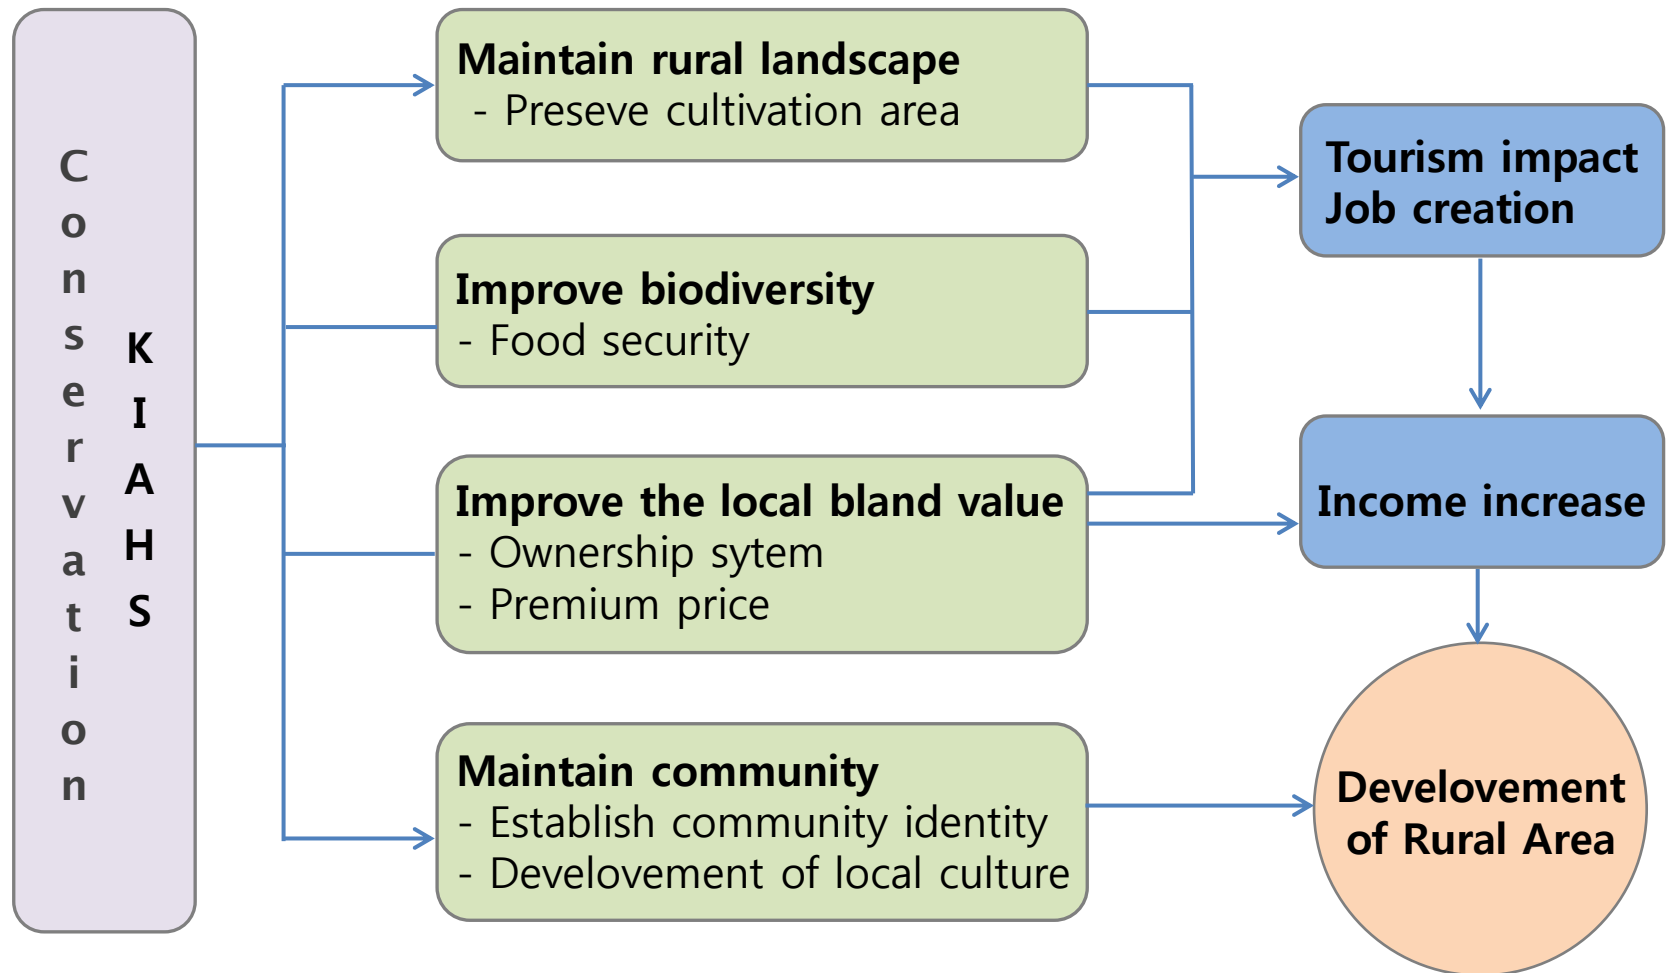 Conservation
KIAHS
Maintain rural landscape
- Preseve cultivation area
Improve biodiversity
- Food security
Improve the local bland value
- Ownership sytem
- Premium price
Maintain community
- Establish community identity
- Develovement of local culture
Tourism impact
Job creation
Income increase
Develovement
of Rural Area